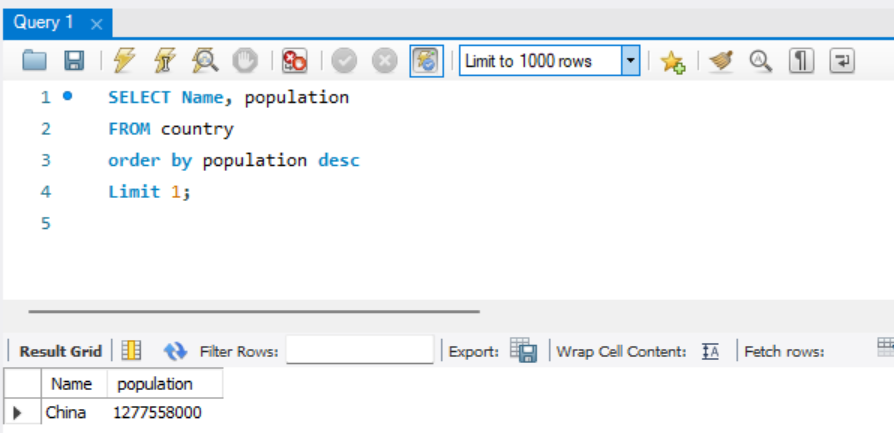 Query 1
Limit to 1000 rows
1 SELECT Name, population
2 FROM country
3 order by population desc
4 Limit 1;
5
Result Grid Filter Rows: Export: Wrap Cell Content: Fetch rows:
Name population
China 1277558000